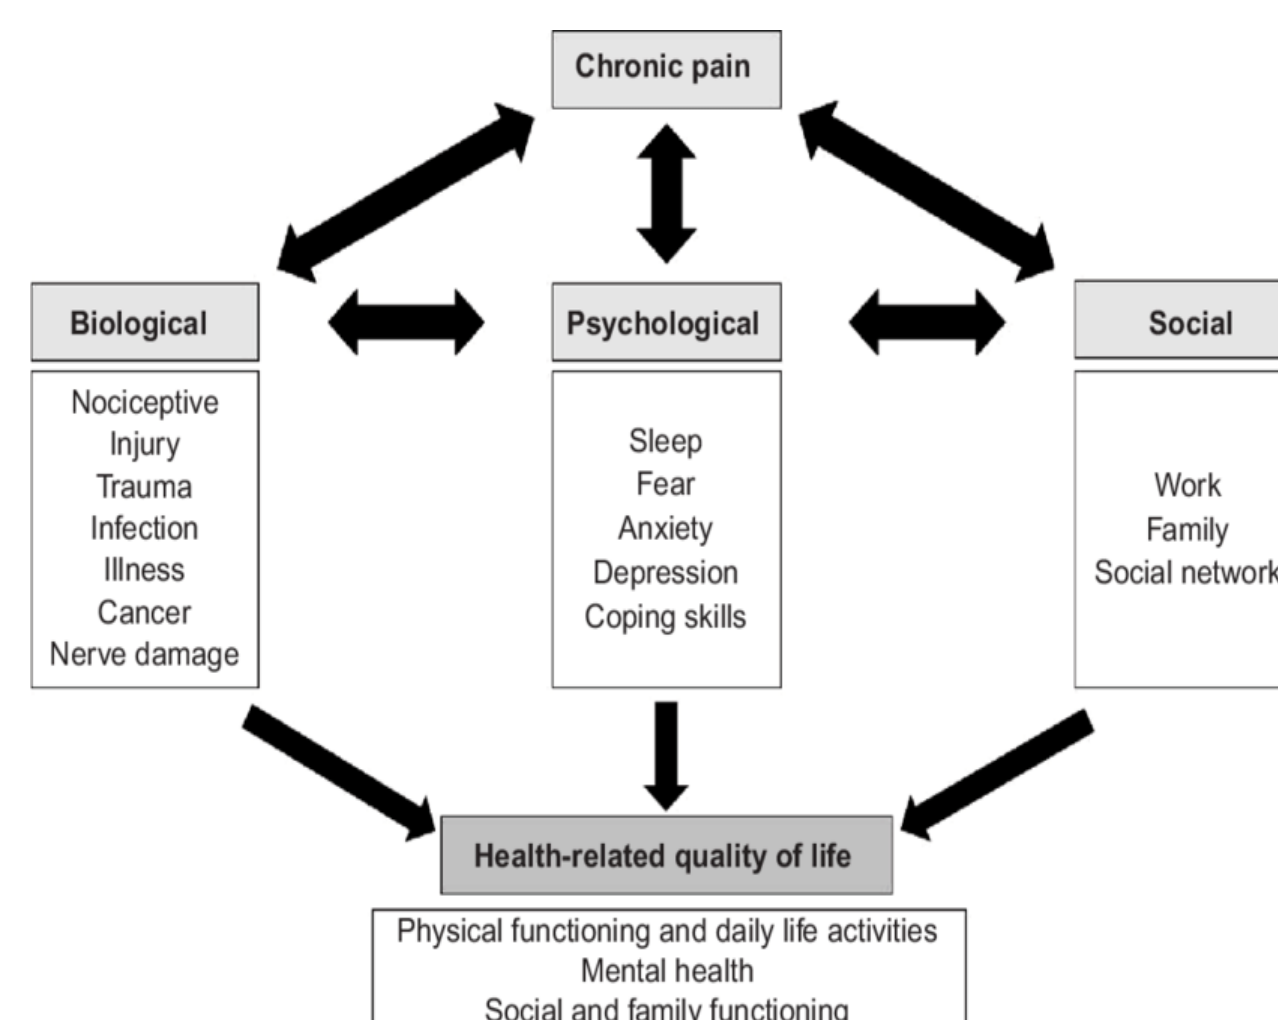 Chronic pain
Biological
Psychological
Social
Nociceptive
Injury
Trauma
Infection
Illness
Cancer
Nerve damage
Sleep
Fear
Anxiety
Depression
Coping skills
Work
Family
Social network
Health-related quality of life
Physical functioning and daily life activities
Mental health
Social and family functioning